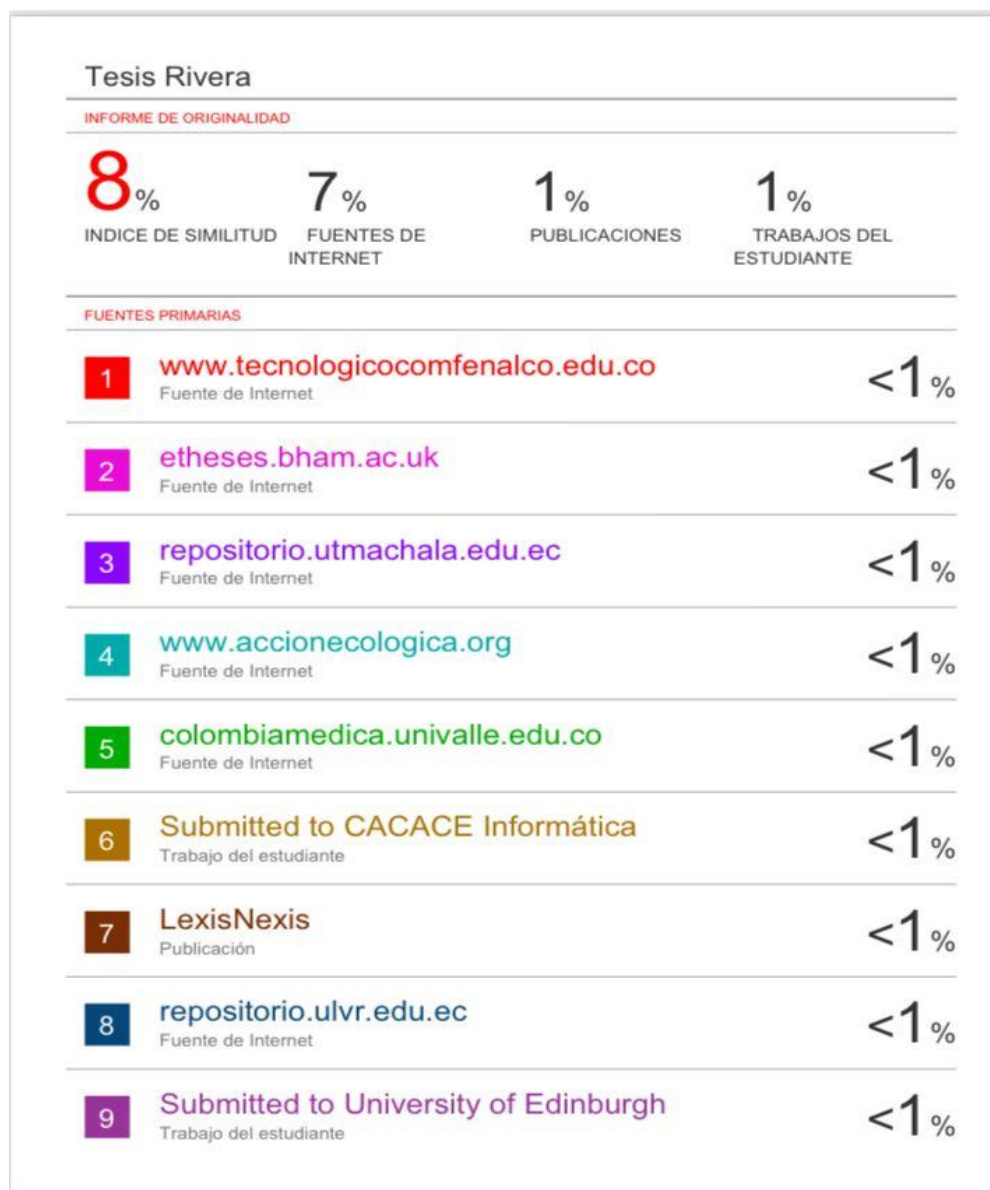 Tesis Rivera
INFORME DE ORIGINALIDAD
8%
7%
1%
1%
INDICE DE SIMILITUD
FUENTES DE
INTERNET
PUBLICACIONES
TRABAJOS DEL
ESTUDIANTE
FUENTES PRIMARIAS
1 www.tecnologicocomfenalco.edu.co <1%
Fuente de Internet
2 etheses.bham.ac.uk <1%
Fuente de Internet
3 repositorio.utmachala.edu.ec <1%
Fuente de Internet
4 www.accionecologica.org <1%
Fuente de Internet
5 colombiamedica.univalle.edu.co <1%
Fuente de Internet
6 Submitted to CACACE Informática <1%
Trabajo del estudiante
7 LexisNexis <1%
Publicación
8 repositorio.ulvr.edu.ec <1%
Fuente de Internet
9 Submitted to University of Edinburgh <1%
Trabajo del estudiante